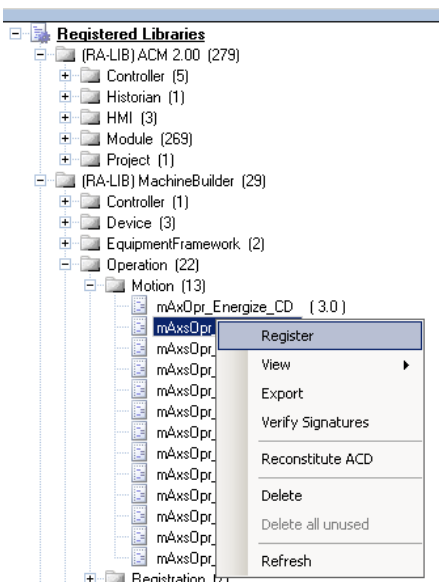 Registered Libraries
(RA-LIB) ACM 2.00 (279)
Controller (5)
Historian (1)
HMI (3)
Module (269)
Project (1)
(RA-LIB) MachineBuilder (29)
Controller (1)
Device (3)
EquipmentFramework (2)
Operation (22)
Motion (13)
mAxOpr_Energize_CD (3.0)
mAxsOpr_
Register
mAxsOpr_
View
mAxsOpr_
Export
mAxsOpr_
mAxsOpr_
Verify Signatures
mAxsOpr_
Reconstitute ACD
mAxsOpr_
mAxsOpr_
Delete
mAxsOpr_
mAxsOpr_
Delete all unused
mAxsOpr_
mAxsOpr_
Refresh
Registration